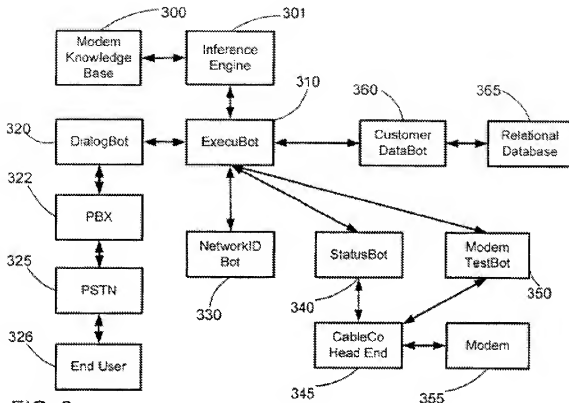 300
301
Modem
Knowledge
Base
Inference
Engine
310
360
365
320
DialogBot
ExecuBot
Customer
DataBot
Relational
Database
322
PBX
NetworkID
Bot
StatusBot
Modem
TestBot
325
330
340
350
PSTN
326
CableCo
Head End
Modem
End User
345
355